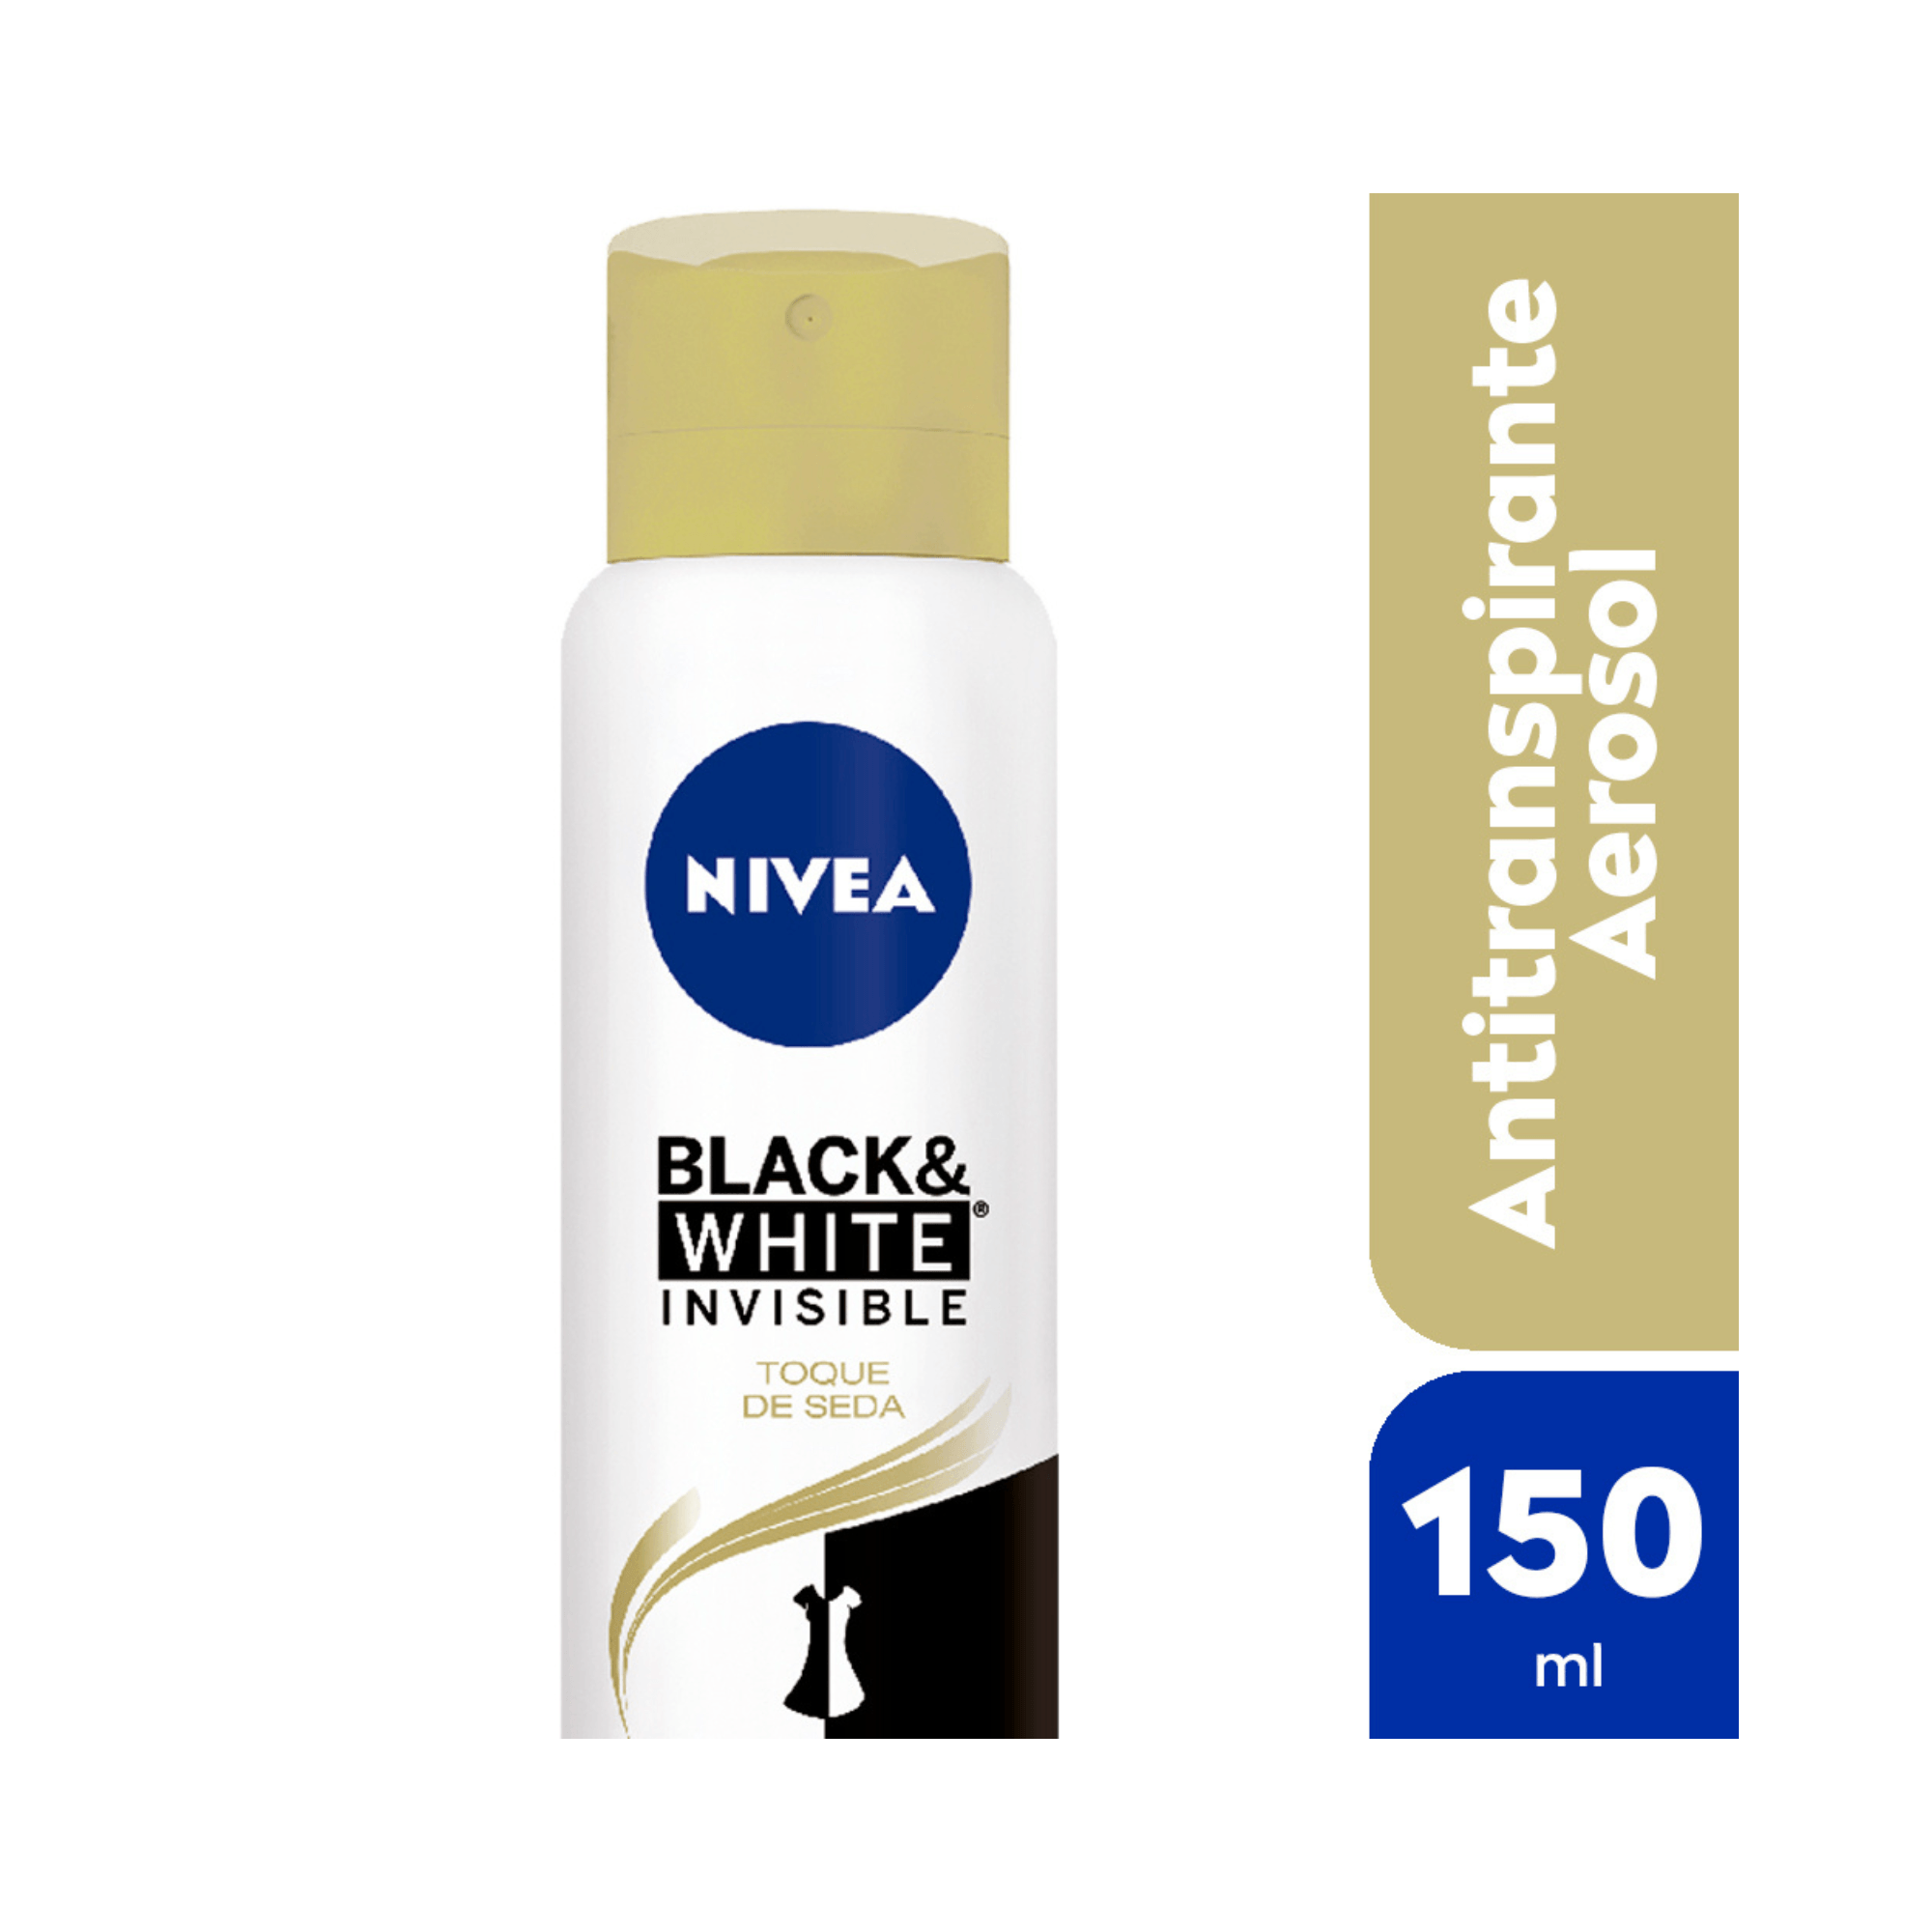 NIVEA
BLACK&
WHITE®
INVISIBLE
TOQUE
DE SEDA
Antitranspirante
Aerosol
150
ml